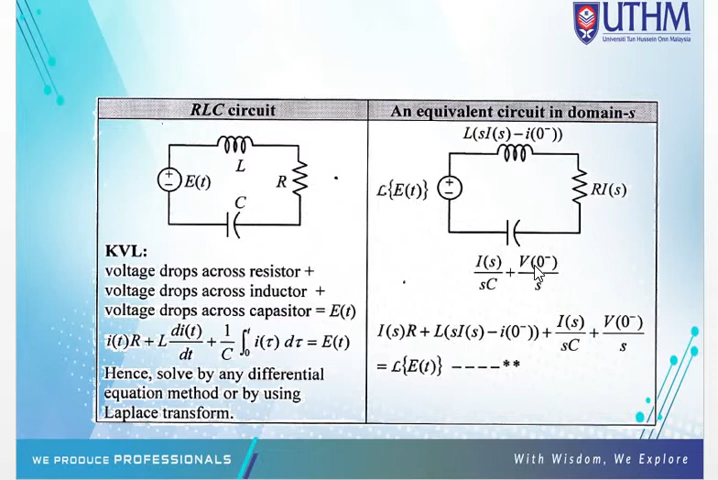 UTHM
Universiti Tun Hussein Onn Malaysia
RLC circuit
An equivalent circuit in domain-s
L(sI(s)−i(0⁻))
E(t)
L
R
C
ℒ{E(t)}
RI(s)
I(s)/sC + V(0⁻)/s
KVL:
voltage drops across resistor +
voltage drops across inductor +
voltage drops across capasitor = E(t)
i(t)R + L di(t)/dt + 1/C ∫₀ᵗ i(τ) dτ = E(t)
Hence, solve by any differential
equation method or by using
Laplace transform.
I(s)R + L(sI(s)−i(0⁻)) + I(s)/sC + V(0⁻)/s
= ℒ{E(t)} ----**
WE PRODUCE PROFESSIONALS
With Wisdom, We Explore